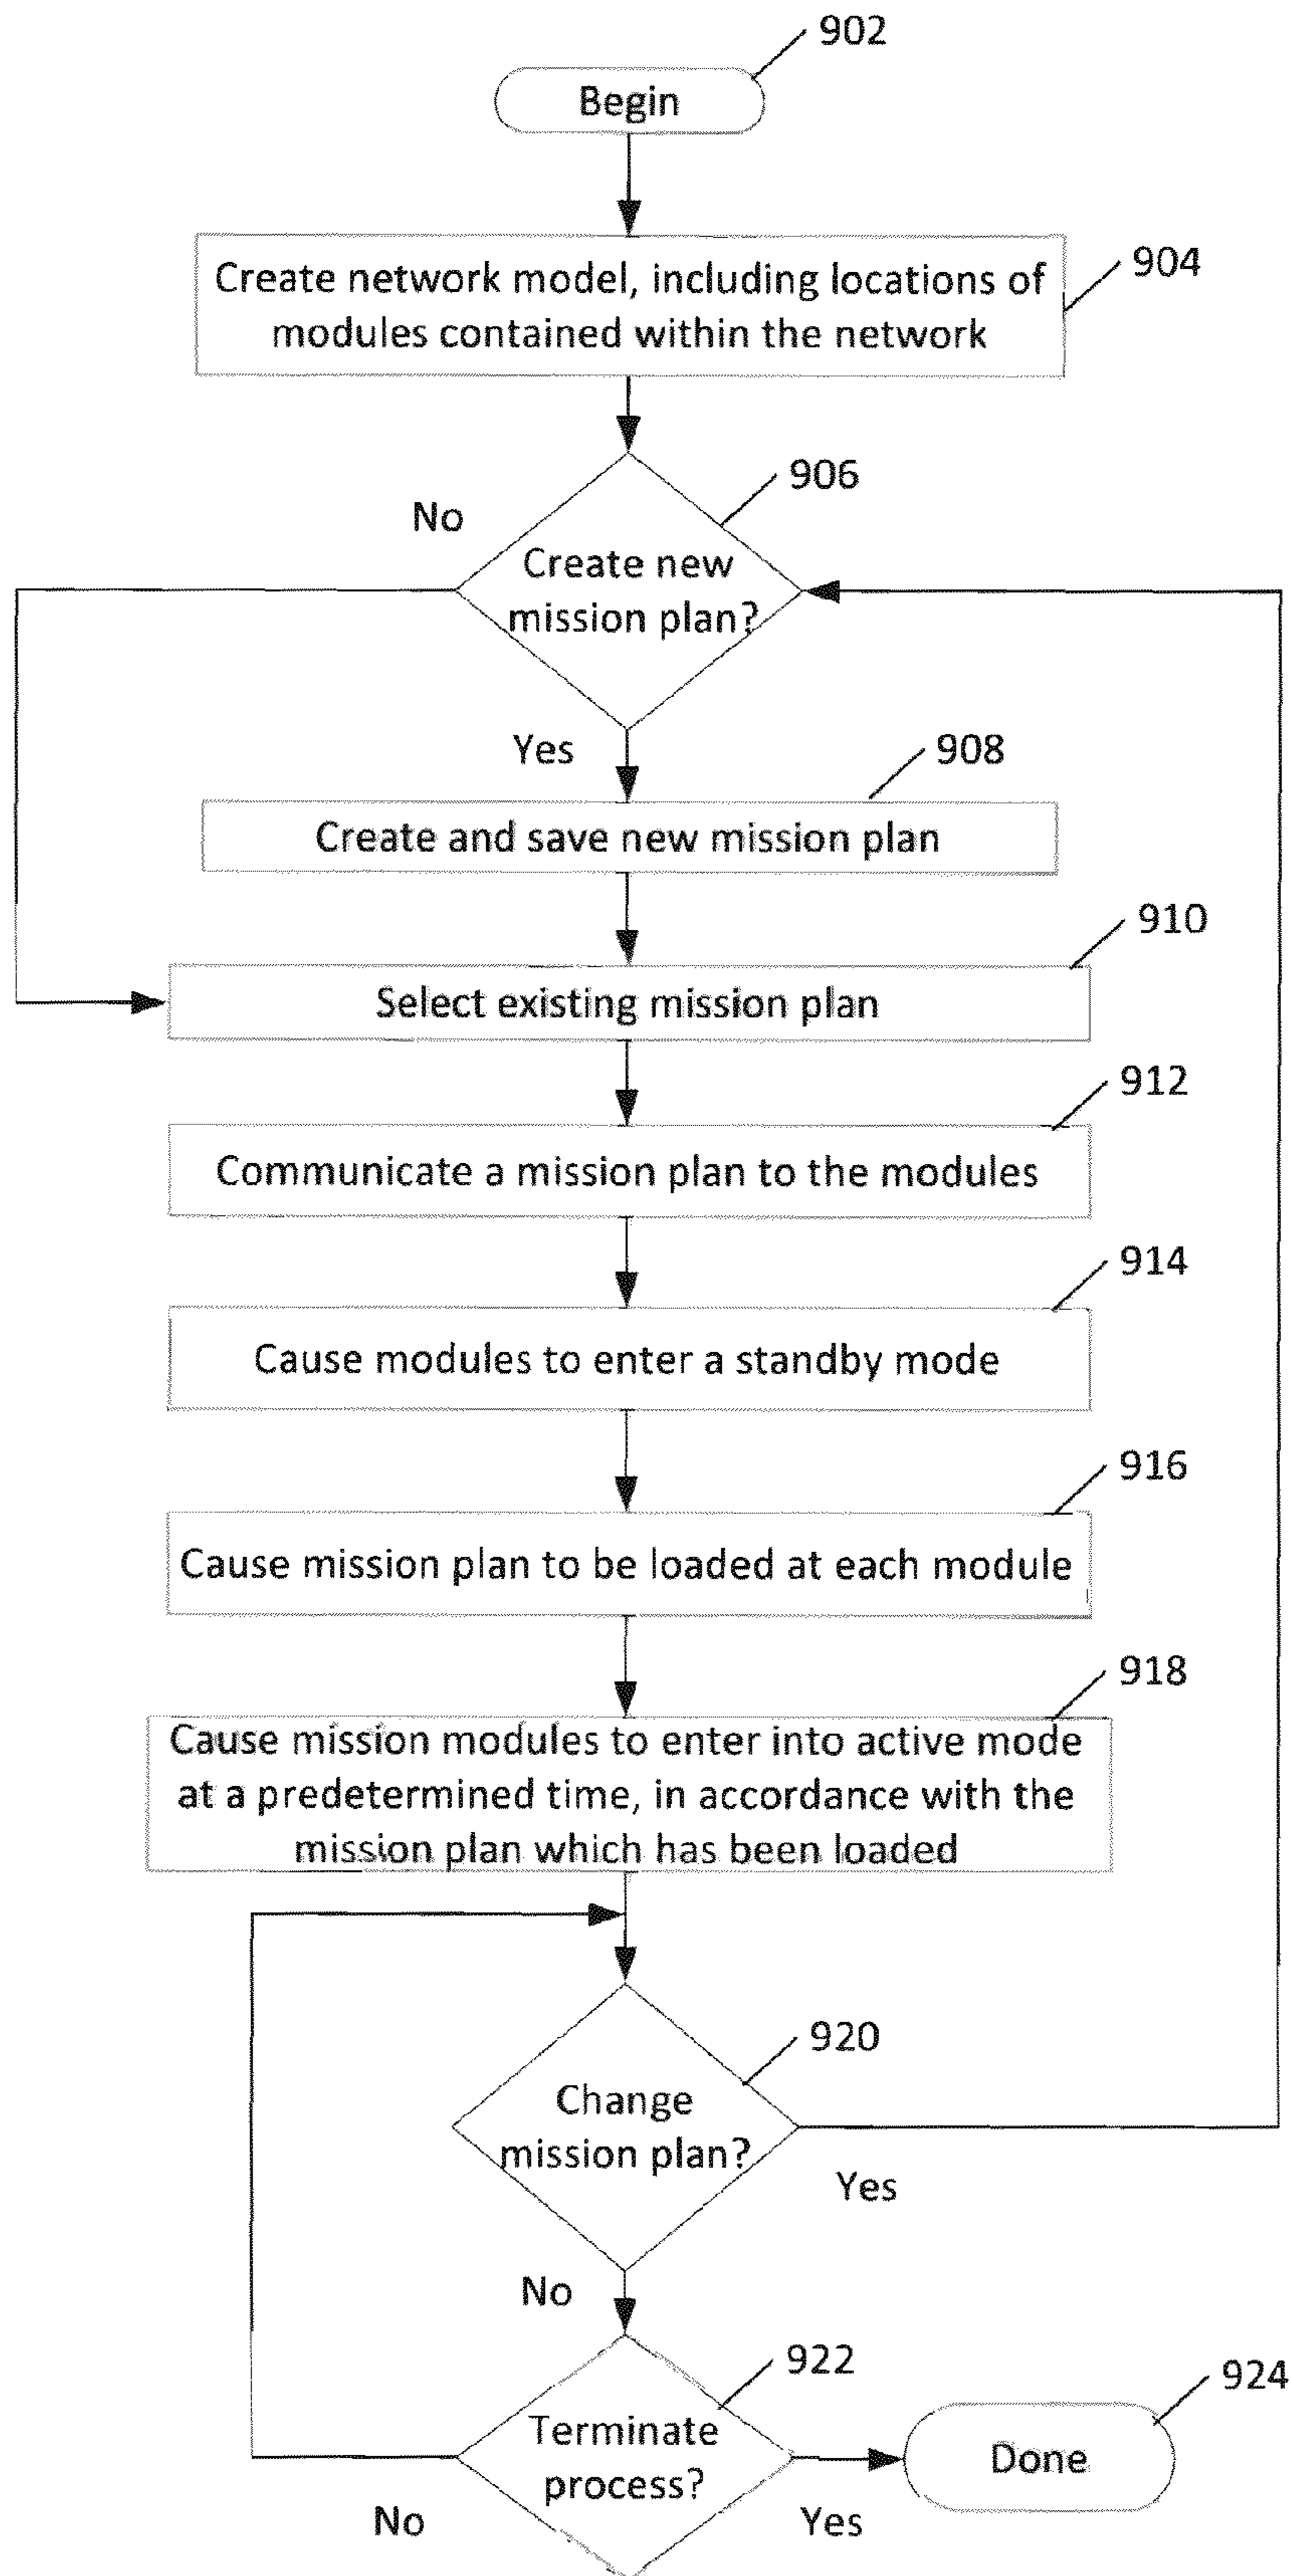 902
Begin
904
Create network model, including locations of
modules contained within the network
906
No
Create new
mission plan?
Yes
908
Create and save new mission plan
910
Select existing mission plan
912
Communicate a mission plan to the modules
914
Cause modules to enter a standby mode
916
Cause mission plan to be loaded at each module
918
Cause mission modules to enter into active mode
at a predetermined time, in accordance with the
mission plan which has been loaded
920
Change
mission plan?
Yes
No
922
924
Terminate
process?
Done
No
Yes